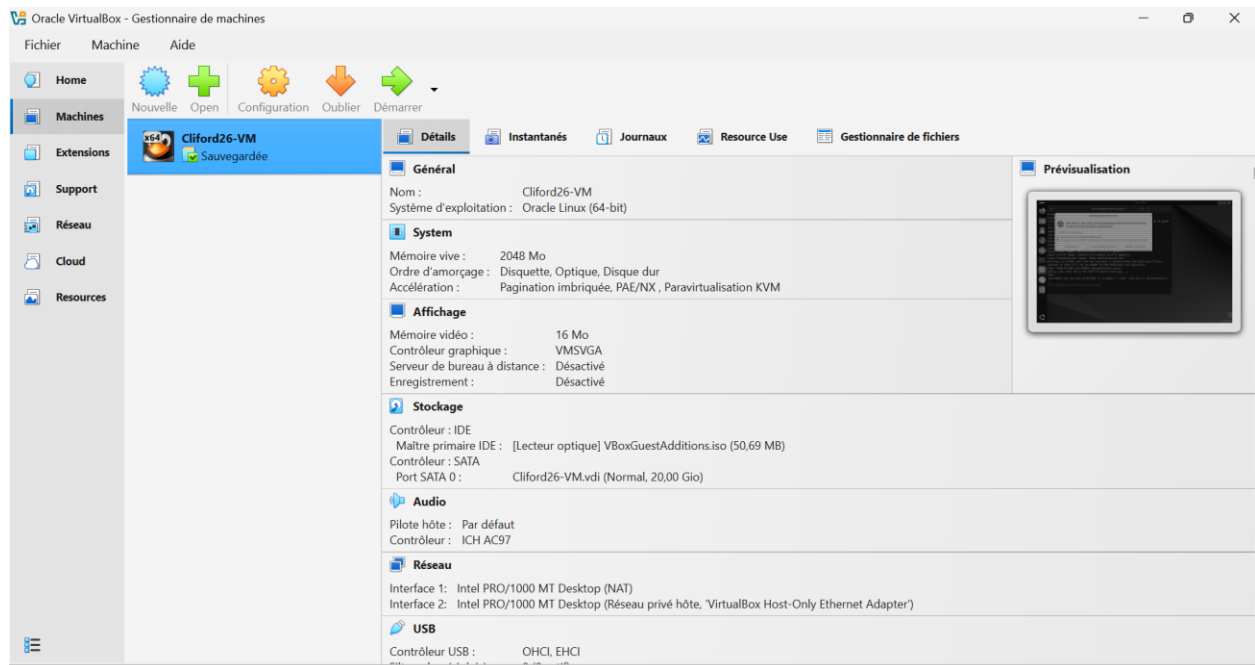 Oracle VirtualBox - Gestionnaire de machines
Fichier Machine Aide
Home
Machines
Extensions
Support
Réseau
Cloud
Resources
Nouvelle Open Configuration Oublier Démarrer
x64
Cliford26-VM
Sauvegardée
Détails Instantanés Journaux Resource Use Gestionnaire de fichiers
Général
Nom : Cliford26-VM
Système d'exploitation : Oracle Linux (64-bit)
System
Mémoire vive : 2048 Mo
Ordre d'amorçage : Disquette, Optique, Disque dur
Accélération : Pagination imbriquée, PAE/NX , Paravirtualisation KVM
Affichage
Mémoire vidéo : 16 Mo
Contrôleur graphique : VMSVGA
Serveur de bureau à distance : Désactivé
Enregistrement : Désactivé
Prévisualisation
Stockage
Contrôleur : IDE
Maître primaire IDE : [Lecteur optique] VBoxGuestAdditions.iso (50,69 MB)
Contrôleur : SATA
Port SATA 0 : Cliford26-VM.vdi (Normal, 20,00 Gio)
Audio
Pilote hôte : Par défaut
Contrôleur : ICH AC97
Réseau
Interface 1: Intel PRO/1000 MT Desktop (NAT)
Interface 2: Intel PRO/1000 MT Desktop (Réseau privé hôte, 'VirtualBox Host-Only Ethernet Adapter')
USB
Contrôleur USB : OHCI, EHCI